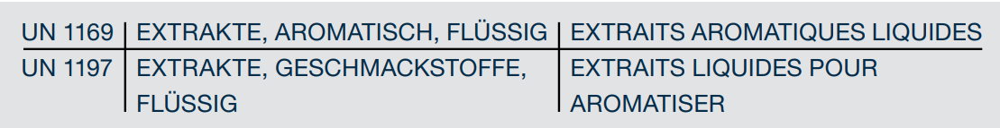 UN 1169 EXTRAKTE, AROMATISCH, FLÜSSIG EXTRAITS AROMATIQUES LIQUIDES
UN 1197 EXTRAKTE, GESCHMACKSTOFFE, EXTRAITS LIQUIDES POUR
FLÜSSIG AROMATISER